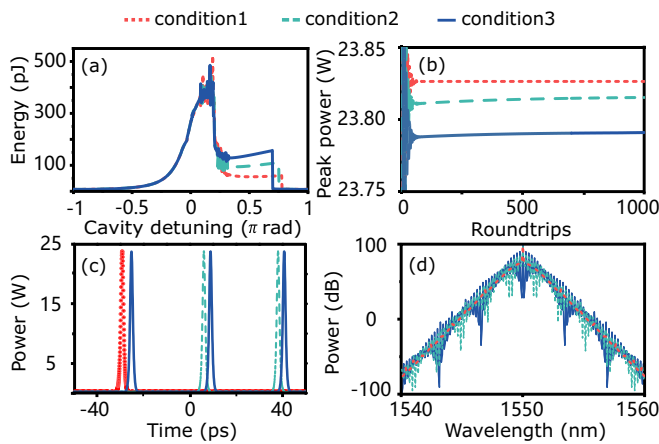 condition1 condition2 condition3
(a)
Energy (pJ)
500
300
100
-1 -0.5 0 0.5 1
Cavity detuning (π rad)
(b)
Peak power (W)
23.85
23.80
23.75
0 500 1000
Roundtrips
(c)
Power (W)
25
15
5
-40 0 40
Time (ps)
(d)
Power (dB)
100
0
-100
1540 1550 1560
Wavelength (nm)